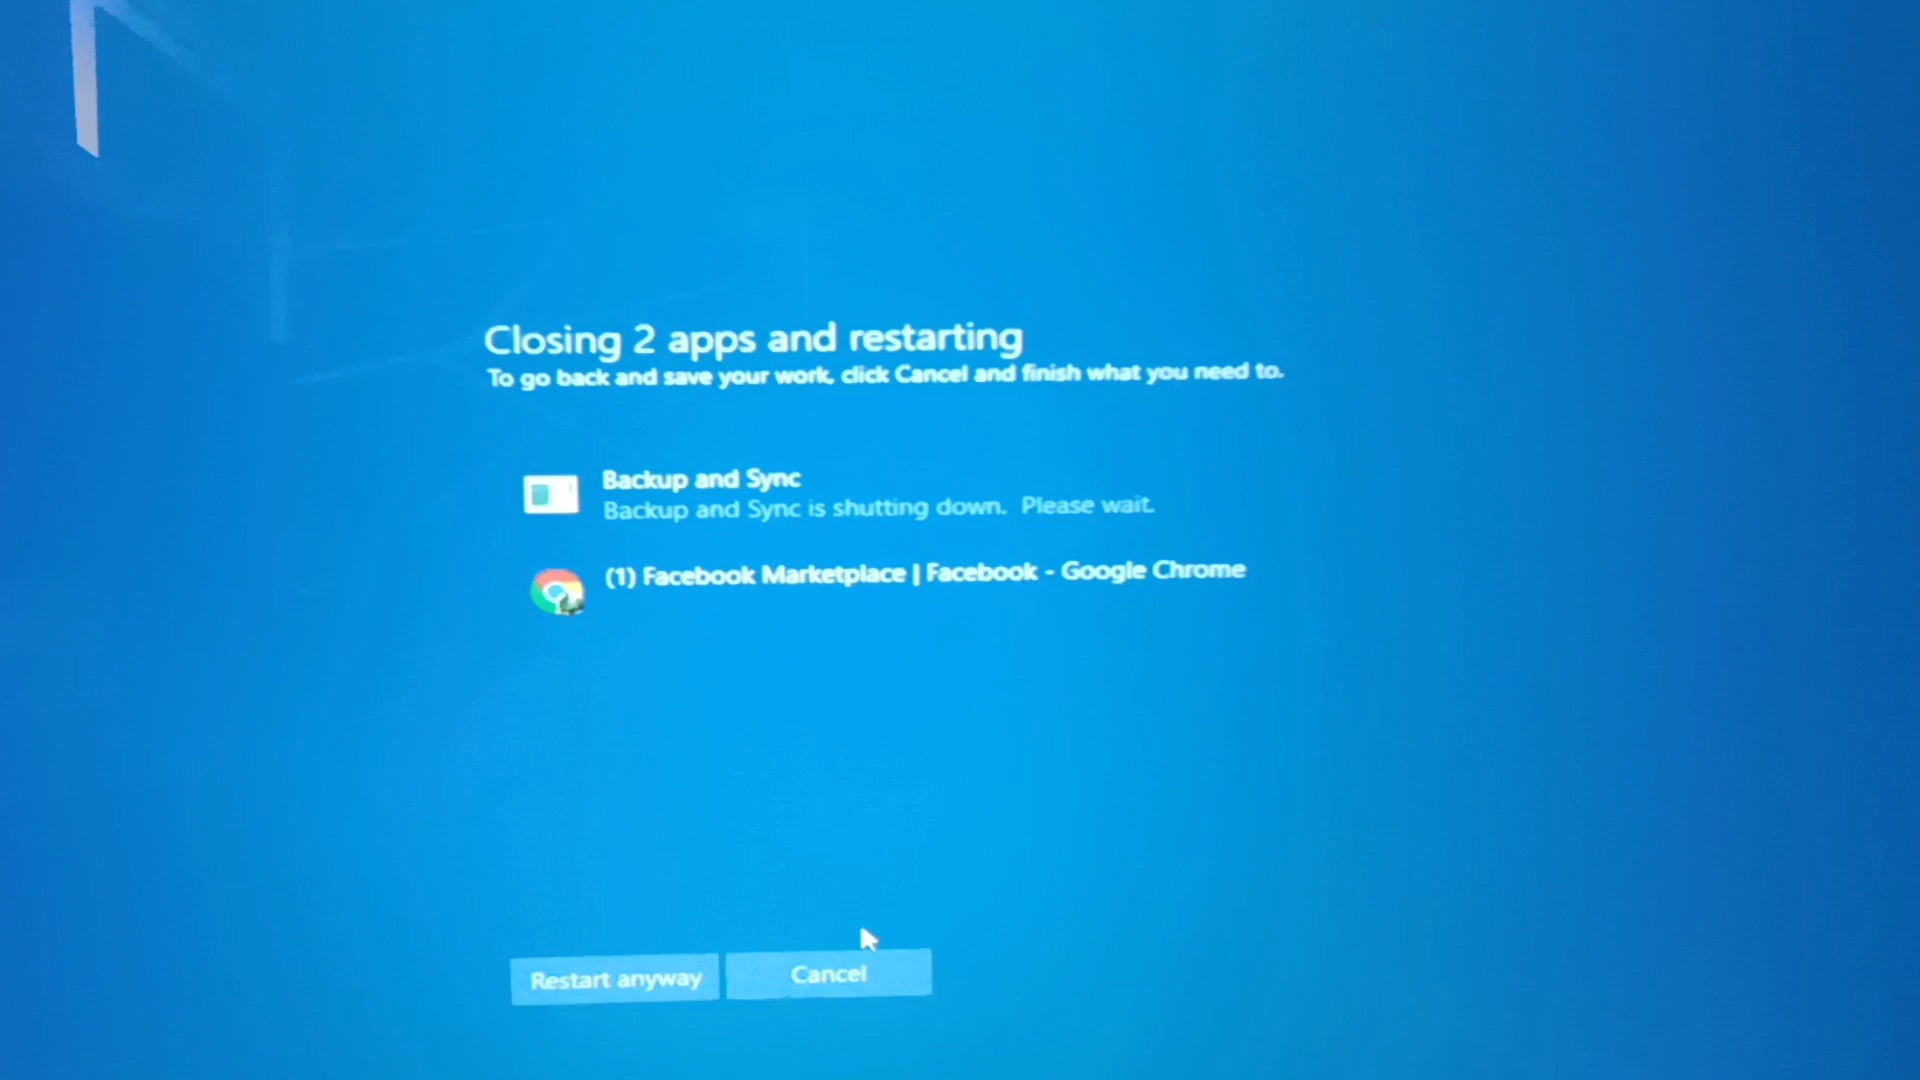 Closing 2 apps and restarting
To go back and save your work, click Cancel and finish what you need to.
Backup and Sync
Backup and Sync is shutting down. Please wait.
(1) Facebook Marketplace | Facebook - Google Chrome
Restart anyway
Cancel